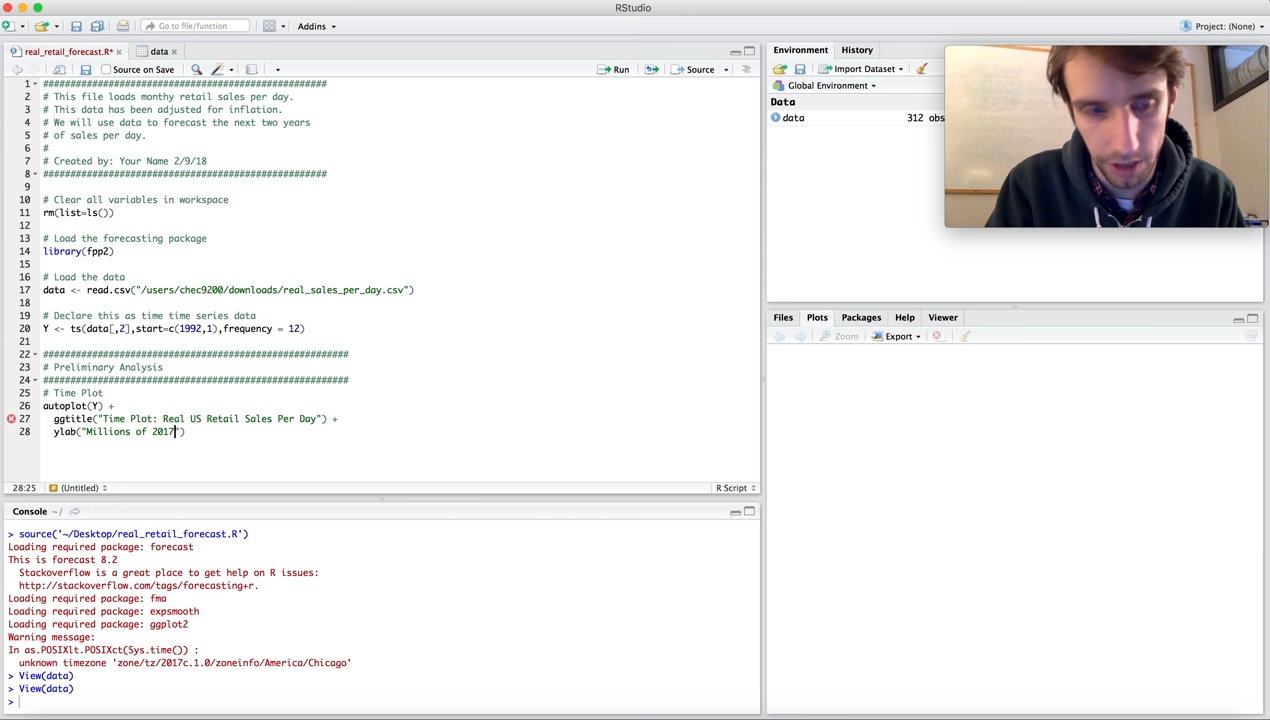 RStudio
Go to file/function
Addins
Project: (None)
real_retail_forecast.R*
data
Source on Save
Run
Source
1 ####################################################
2 # This file loads monthy retail sales per day.
3 # This data has been adjusted for inflation.
4 # We will use data to forecast the next two years
5 # of sales per day.
6 #
7 # Created by: Your Name 2/9/18
8 ####################################################
9
10 # Clear all variables in workspace
11 rm(list=ls())
12
13 # Load the forecasting package
14 library(fpp2)
15
16 # Load the data
17 data <- read.csv("/users/chec9200/downloads/real_sales_per_day.csv")
18
19 # Declare this as time time series data
20 Y <- ts(data[,2],start=c(1992,1),frequency = 12)
21
22 ########################################################
23 # Preliminary Analysis
24 ########################################################
25 # Time Plot
26 autoplot(Y) +
27 ggtitle("Time Plot: Real US Retail Sales Per Day") +
28 ylab("Millions of 2017")
28:25
(Untitled)
R Script
Console ~/
> source('~/Desktop/real_retail_forecast.R')
Loading required package: forecast
This is forecast 8.2
Stackoverflow is a great place to get help on R issues:
http://stackoverflow.com/tags/forecasting+r.
Loading required package: fma
Loading required package: expsmooth
Loading required package: ggplot2
Warning message:
In as.POSIXlt.POSIXct(Sys.time()) :
unknown timezone 'zone/tz/2017c.1.0/zoneinfo/America/Chicago'
> View(data)
> View(data)
>
Environment
History
Import Dataset
Global Environment
Data
data 312 obs
Files
Plots
Packages
Help
Viewer
Zoom
Export